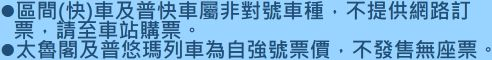 ●區間(快)車及普快車屬非對號車種，不提供網路訂
票，請至車站購票。
●太魯閣及普悠瑪列車為自強號票價，不發售無座票。